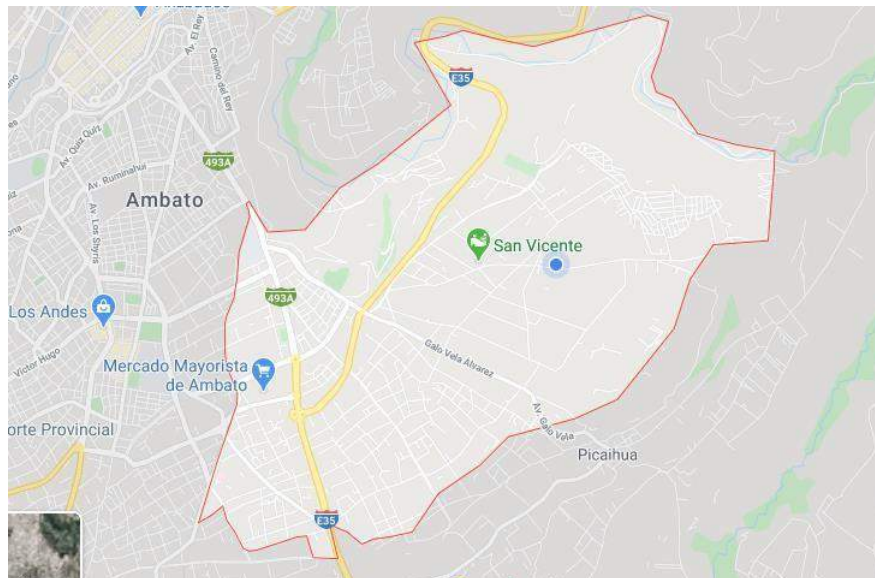 Av. El Rey
Camino del Rey
E35
Av. Quiz Quiz
493A
Av. Ruminahui
Ambato
Av. Los Shyris
San Vicente
493A
Los Andes
Victor Hugo
Galo Vela Alvarez
Mercado Mayorista
de Ambato
Av. Galo Vela
orte Provincial
Picaihua
E35